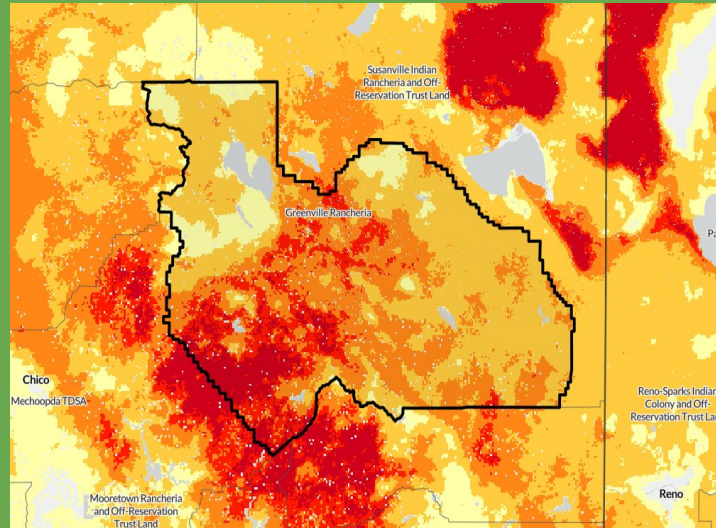 Susanville Indian
Rancheria and Off-
Reservation Trust Land
Greenville Rancheria
Pa
Chico
Mechoopda TDSA
Reno-Sparks Indian
Colony and Off-
Reservation Trust Lan
Mooretown Rancheria
and Off-Reservation
Trust Land
Reno